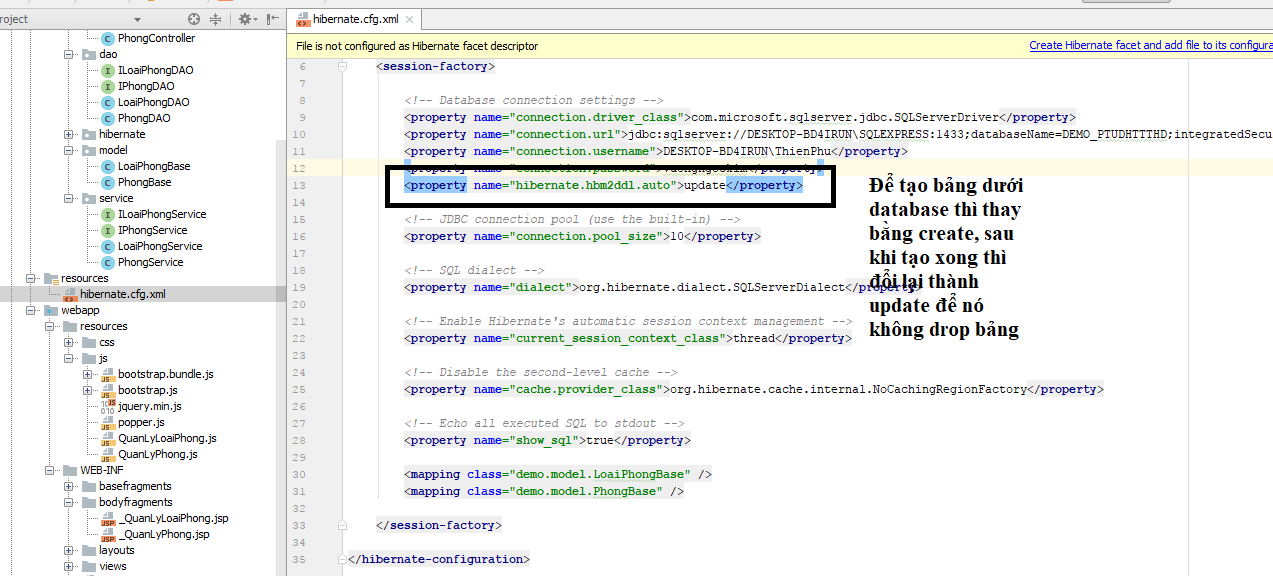 roject
hibernate.cfg.xml
PhongController
dao
ILoaiPhongDAO
IPhongDAO
LoaiPhongDAO
PhongDAO
hibernate
model
LoaiPhongBase
PhongBase
service
ILoaiPhongService
IPhongService
LoaiPhongService
PhongService
resources
hibernate.cfg.xml
webapp
resources
css
js
bootstrap.bundle.js
bootstrap.js
jquery.min.js
popper.js
QuanLyLoaiPhong.js
QuanLyPhong.js
WEB-INF
basefragments
bodyfragments
_QuanLyLoaiPhong.jsp
_QuanLyPhong.jsp
layouts
views
File is not configured as Hibernate facet descriptor
Create Hibernate facet and add file to its configura
6 <session-factory>
7
8 <!-- Database connection settings -->
9 <property name="connection.driver_class">com.microsoft.sqlserver.jdbc.SQLServerDriver</property>
10 <property name="connection.url">jdbc:sqlserver://DESKTOP-BD4IRUN\SQLEXPRESS:1433;databaseName=DEMO_PTUDHTTTHD;integratedSecu
11 <property name="connection.username">DESKTOP-BD4IRUN\ThienPhu</property>
12 <property name="connection.password"></property>
13 <property name="hibernate.hbm2ddl.auto">update</property>
14
15 <!-- JDBC connection pool (use the built-in) -->
16 <property name="connection.pool_size">10</property>
17
18 <!-- SQL dialect -->
19 <property name="dialect">org.hibernate.dialect.SQLServerDialect</property>
20
21 <!-- Enable Hibernate's automatic session context management -->
22 <property name="current_session_context_class">thread</property>
23
24 <!-- Disable the second-level cache -->
25 <property name="cache.provider_class">org.hibernate.cache.internal.NoCachingRegionFactory</property>
26
27 <!-- Echo all executed SQL to stdout -->
28 <property name="show_sql">true</property>
29
30 <mapping class="demo.model.LoaiPhongBase" />
31 <mapping class="demo.model.PhongBase" />
32
33 </session-factory>
34
35 </hibernate-configuration>
Để tạo bảng dưới
database thì thay
bằng create, sau
khi tạo xong thì
đổi lại thành
update để nó
không drop bảng